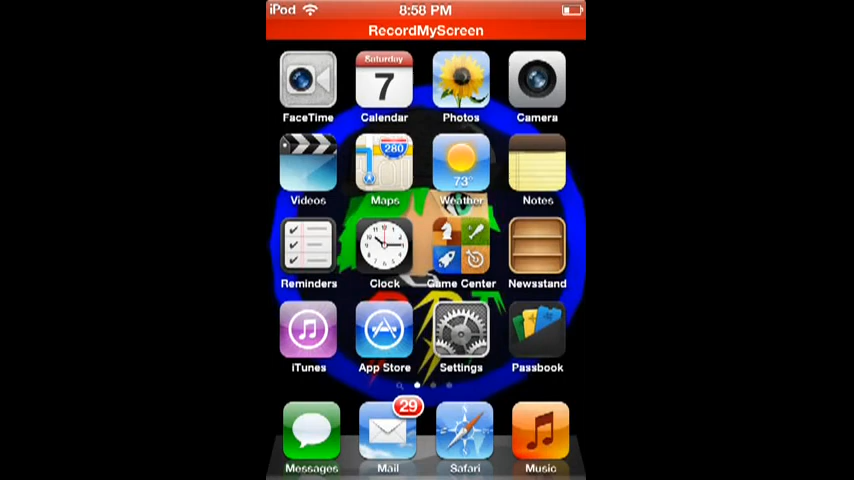 iPod 8:58 PM
RecordMyScreen
Saturday
7
280
FaceTime Calendar Photos Camera
73°
Videos Maps Weather Notes
Reminders Clock Game Center Newsstand
iTunes App Store Settings Passbook
29
Messages Mail Safari Music